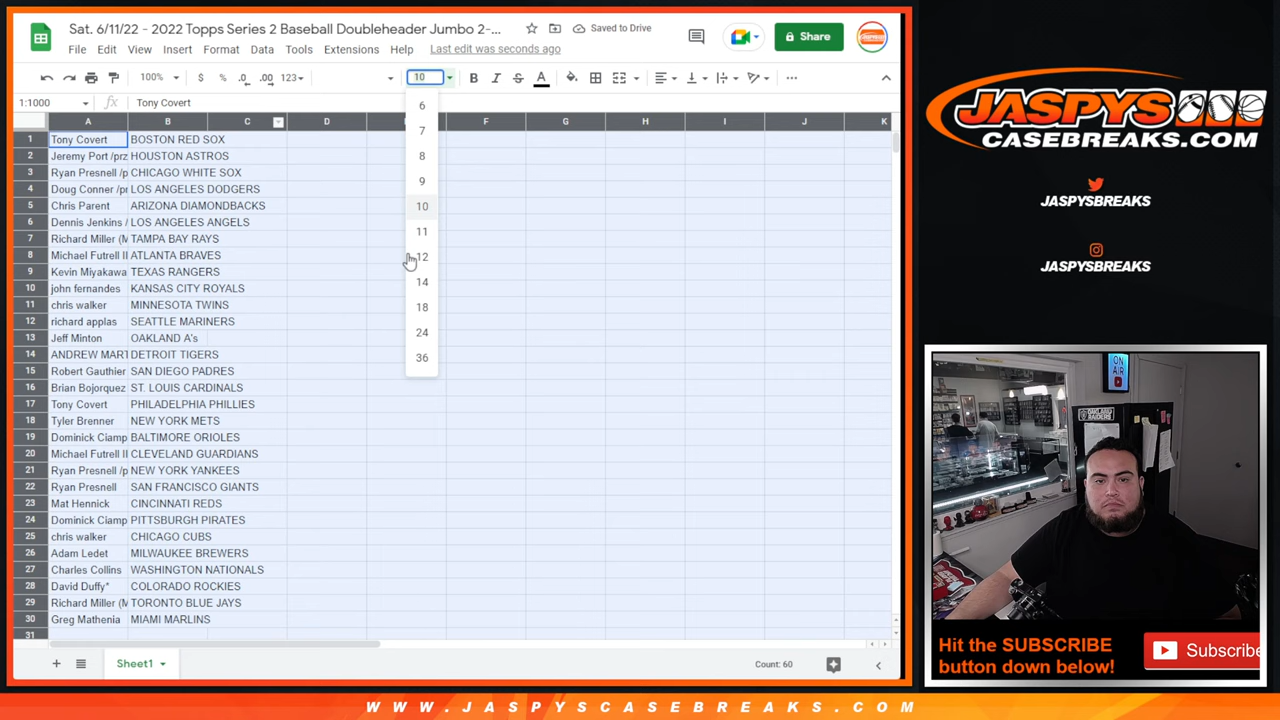 Sat. 6/11/22 - 2022 Topps Series 2 Baseball Doubleheader Jumbo 2-...
Saved to Drive
Share
File Edit View Insert Format Data Tools Extensions Help Last edit was seconds ago
100% $ % .0 .00 123 10 B I S A
1:1000 fx Tony Covert
A B C D F G H I J K
1 Tony Covert BOSTON RED SOX
2 Jeremy Port /prz HOUSTON ASTROS
3 Ryan Presnell /p CHICAGO WHITE SOX
4 Doug Conner /pr LOS ANGELES DODGERS
5 Chris Parent ARIZONA DIAMONDBACKS
6 Dennis Jenkins / LOS ANGELES ANGELS
7 Richard Miller (M TAMPA BAY RAYS
8 Michael Futrell II ATLANTA BRAVES
9 Kevin Miyakawa TEXAS RANGERS
10 john fernandes KANSAS CITY ROYALS
11 chris walker MINNESOTA TWINS
12 richard applas SEATTLE MARINERS
13 Jeff Minton OAKLAND A's
14 ANDREW MART DETROIT TIGERS
15 Robert Gauthier SAN DIEGO PADRES
16 Brian Bojorquez ST. LOUIS CARDINALS
17 Tony Covert PHILADELPHIA PHILLIES
18 Tyler Brenner NEW YORK METS
19 Dominick Ciamp BALTIMORE ORIOLES
20 Michael Futrell II CLEVELAND GUARDIANS
21 Ryan Presnell /p NEW YORK YANKEES
22 Ryan Presnell SAN FRANCISCO GIANTS
23 Mat Hennick CINCINNATI REDS
24 Dominick Ciamp PITTSBURGH PIRATES
25 chris walker CHICAGO CUBS
26 Adam Ledet MILWAUKEE BREWERS
27 Charles Collins WASHINGTON NATIONALS
28 David Duffy* COLORADO ROCKIES
29 Richard Miller (M TORONTO BLUE JAYS
30 Greg Mathenia MIAMI MARLINS
31
6
7
8
9
10
11
12
14
18
24
36
Sheet1
Count: 60
JASPYS
CASEBREAKS.COM
JASPYSBREAKS
JASPYSBREAKS
ON
AIR
OAKLAND
RAIDERS
Hit the SUBSCRIBE
button down below!
Subscribe
WWW.JASPYSCASEBREAKS.COM